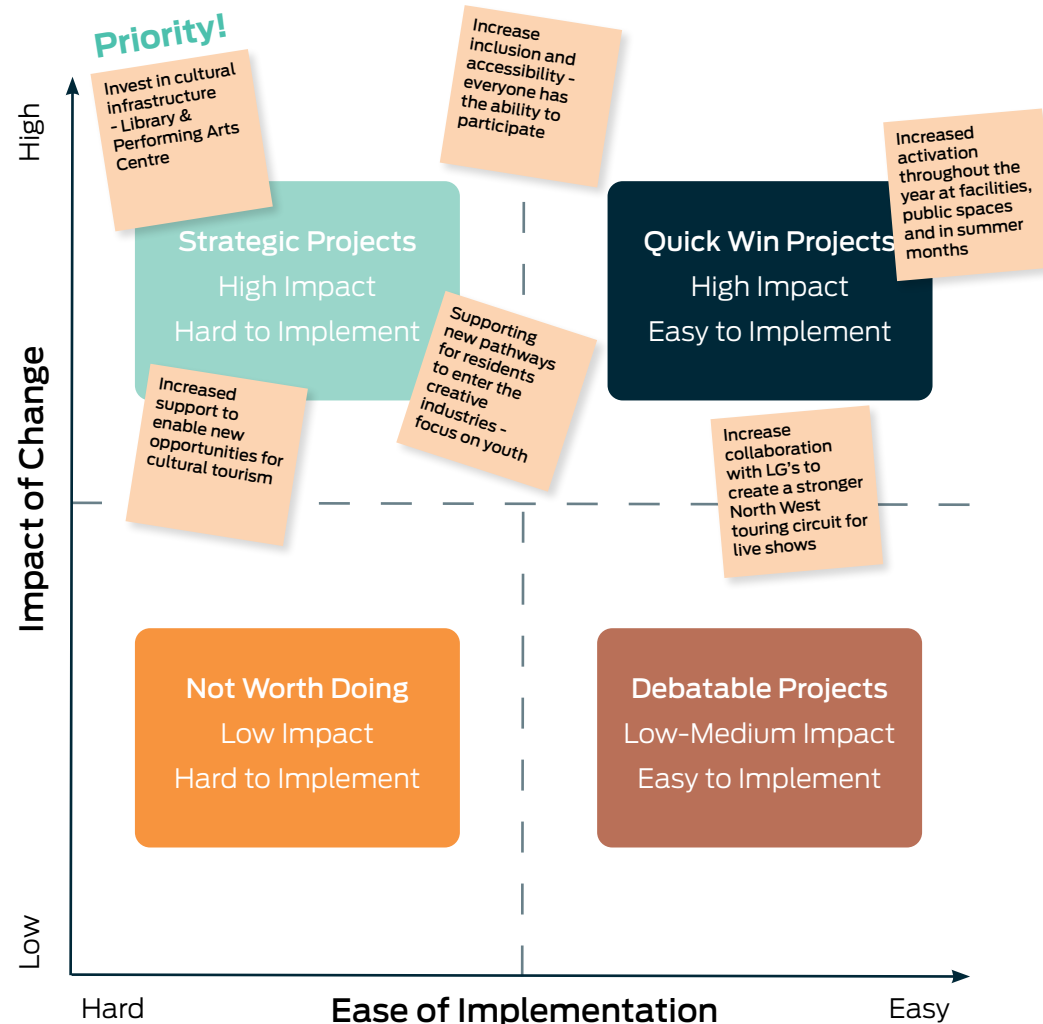 Priority!
Invest in cultural
infrastructure
- Library &
Performing Arts
Centre
Increase
inclusion and
accessibility -
everyone has
the ability to
participate
Increased
activation
throughout the
year at facilities,
public spaces
and in summer
months
High
Strategic Projects
High Impact
Hard to Implement
Quick Win Projects
High Impact
Easy to Implement
Supporting
new pathways
for residents
to enter the
creative
industries -
focus on youth
Increased
support to
enable new
opportunities for
cultural tourism
Increase
collaboration
with LG's to
create a stronger
North West
touring circuit for
live shows
Impact of Change
Not Worth Doing
Low Impact
Hard to Implement
Debatable Projects
Low-Medium Impact
Easy to Implement
Low
Hard
Ease of Implementation
Easy